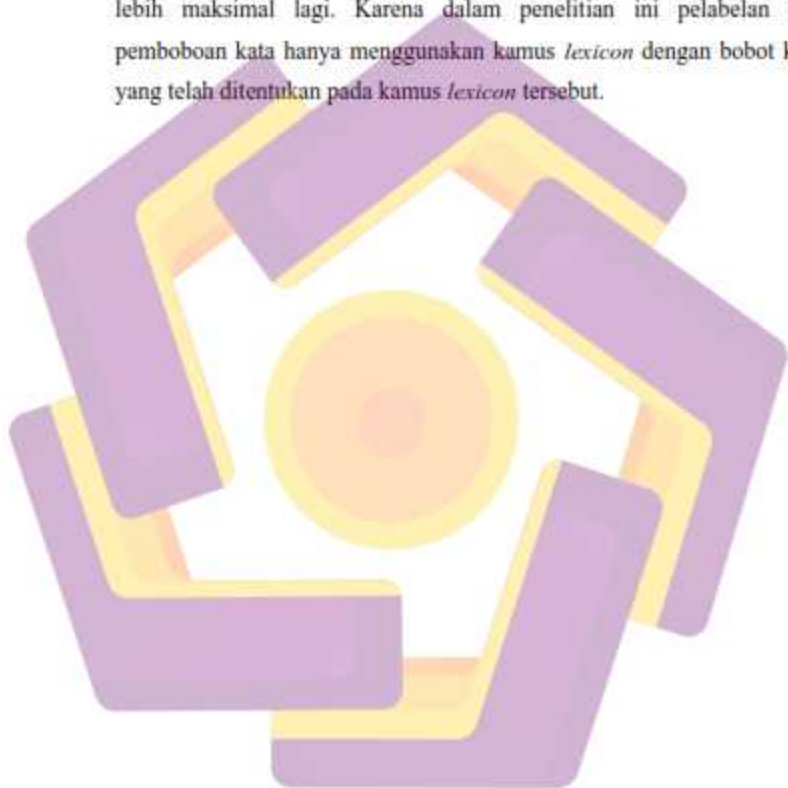 lebih maksimal lagi. Karena dalam penelitian ini pelabelan
pemboboan kata hanya menggunakan kamus lexicon dengan bobot
yang telah ditentukan pada kamus lexicon tersebut.